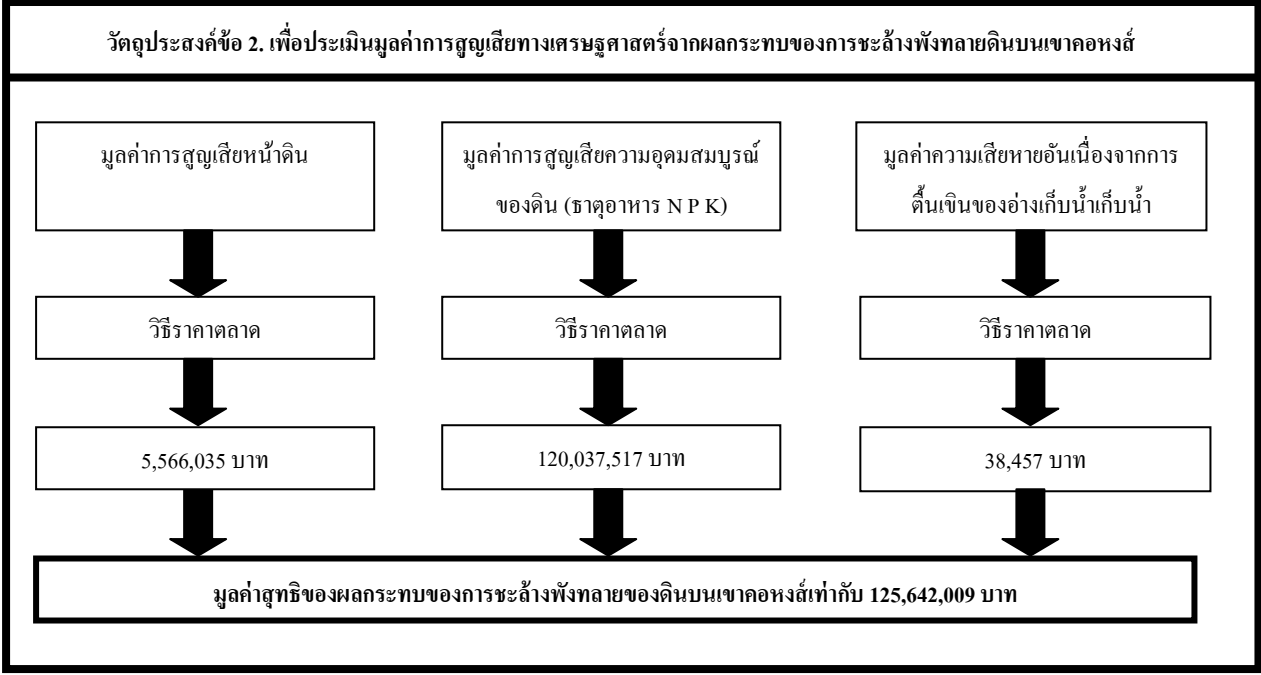 วัตถุประสงค์ข้อ 2. เพื่อประเมินมูลค่าการสูญเสียทางเศรษฐศาสตร์จากผลกระทบของการชะล้างพังทลายดินบนเขาคอหงส์
มูลค่าการสูญเสียหน้าดิน
มูลค่าการสูญเสียความอุดมสมบูรณ์
ของดิน (ธาตุอาหาร N P K)
มูลค่าความเสียหายอันเนื่องจากการ
ตื้นเขินของอ่างเก็บน้ำเก็บน้ำ
วิธีราคาตลาด
วิธีราคาตลาด
วิธีราคาตลาด
5,566,035 บาท
120,037,517 บาท
38,457 บาท
มูลค่าสุทธิของผลกระทบของการชะล้างพังทลายของดินบนเขาคอหงส์เท่ากับ 125,642,009 บาท